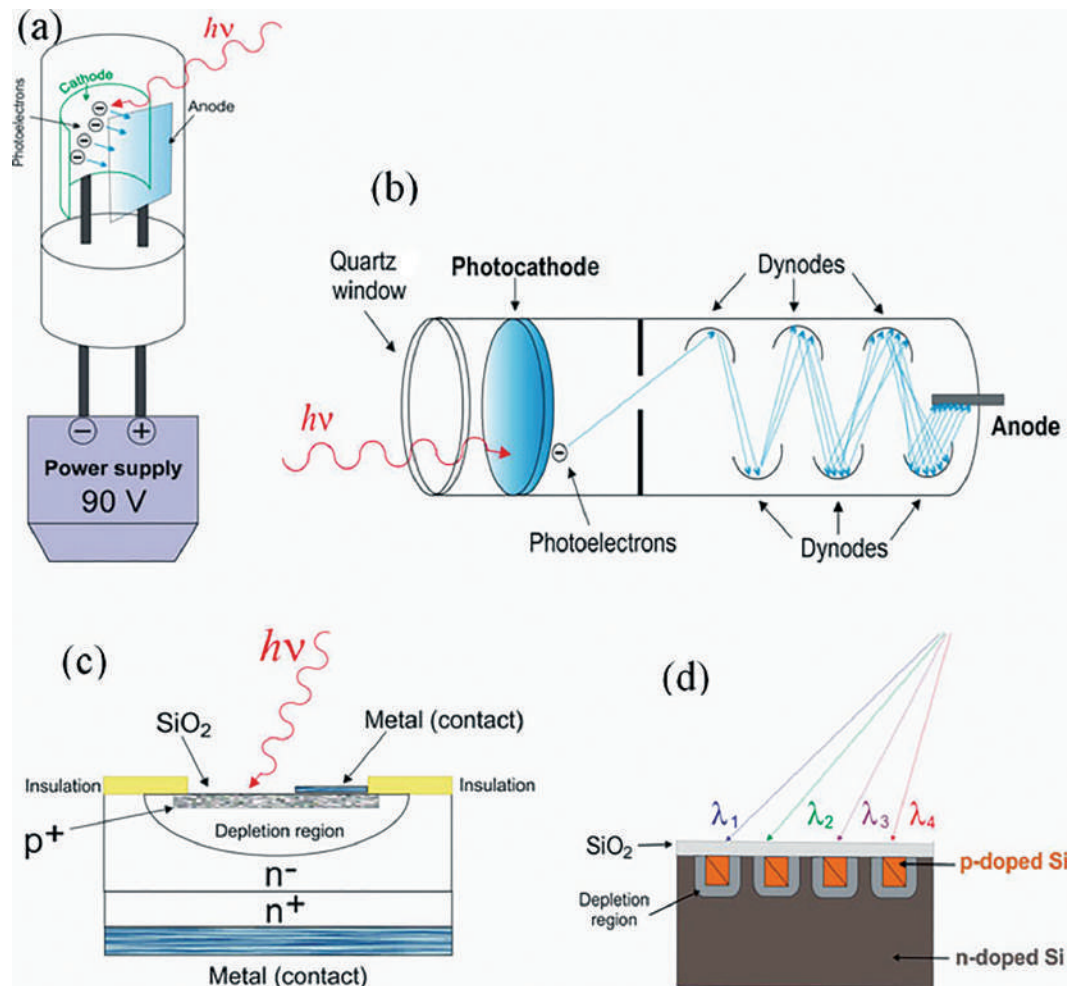 (a)
hν
Cathode
Photoelectrons
Anode
−
−
−
−
− +
Power supply
90 V
(b)
Quartz
window
Photocathode
Dynodes
hν
−
Anode
Photoelectrons
Dynodes
(c)
hν
SiO₂
Metal (contact)
Insulation
Insulation
p⁺
Depletion region
n⁻
n⁺
Metal (contact)
(d)
λ₁ λ₂ λ₃ λ₄
SiO₂
p-doped Si
Depletion
region
n-doped Si